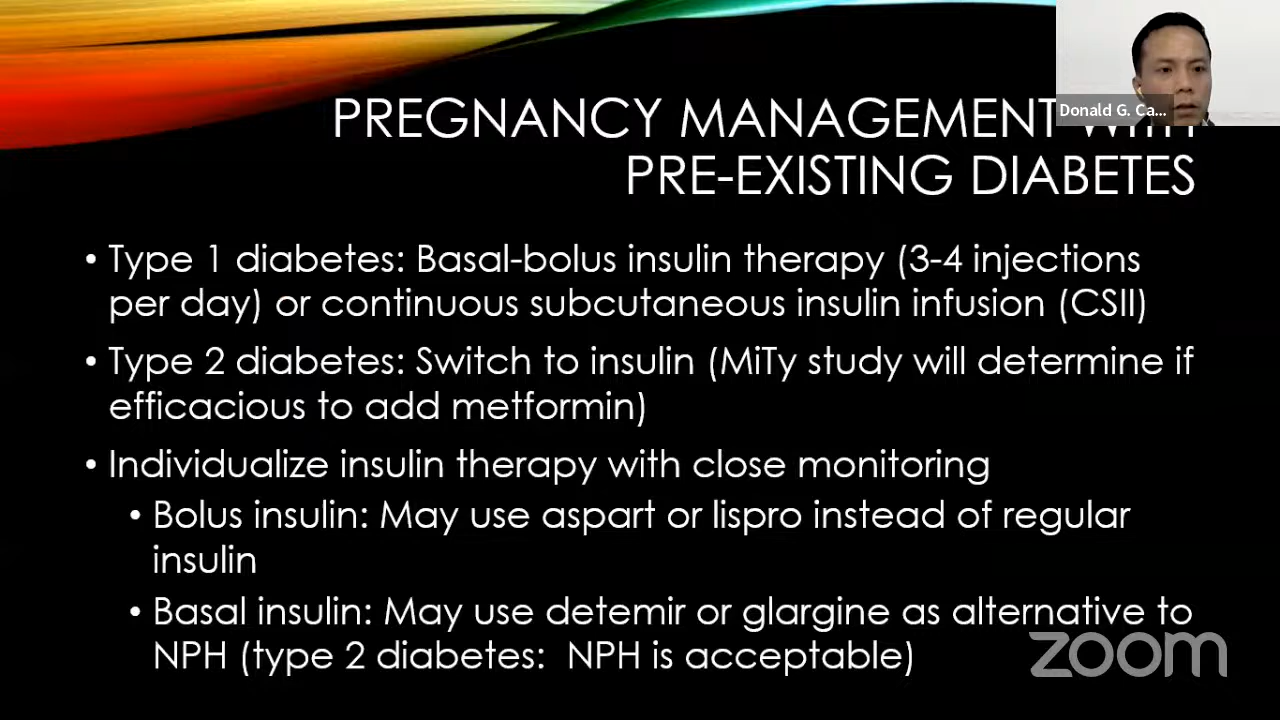 Donald G. Ca...
PREGNANCY MANAGEMENT WITH
PRE-EXISTING DIABETES
• Type 1 diabetes: Basal-bolus insulin therapy (3-4 injections
per day) or continuous subcutaneous insulin infusion (CSII)
• Type 2 diabetes: Switch to insulin (MiTy study will determine if
efficacious to add metformin)
• Individualize insulin therapy with close monitoring
• Bolus insulin: May use aspart or lispro instead of regular
insulin
• Basal insulin: May use detemir or glargine as alternative to
NPH (type 2 diabetes:  NPH is acceptable)
zoom